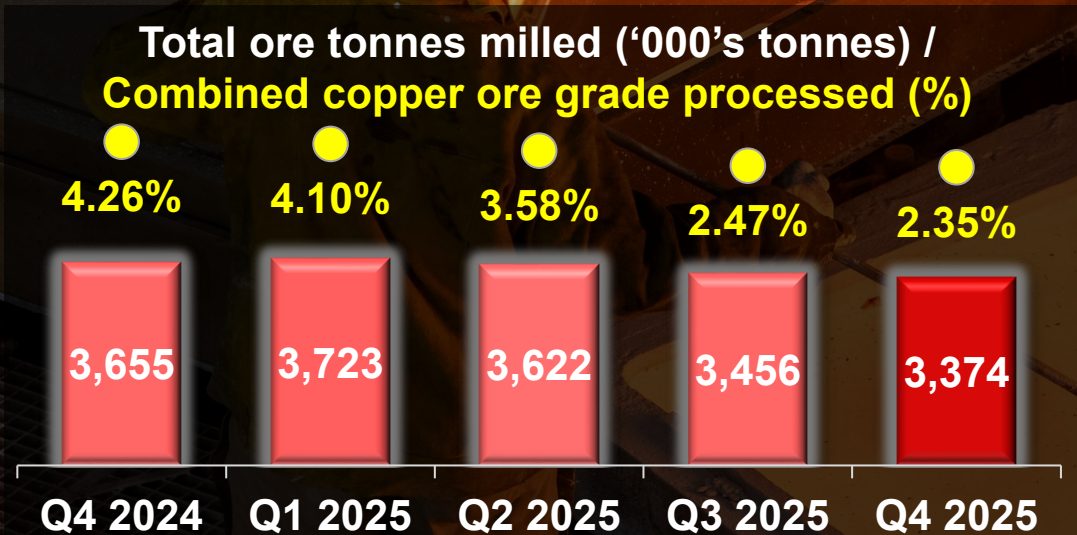 Total ore tonnes milled (‘000’s tonnes) /
Combined copper ore grade processed (%)
4.26% 4.10% 3.58% 2.47% 2.35%
3,655 3,723 3,622 3,456 3,374
Q4 2024 Q1 2025 Q2 2025 Q3 2025 Q4 2025